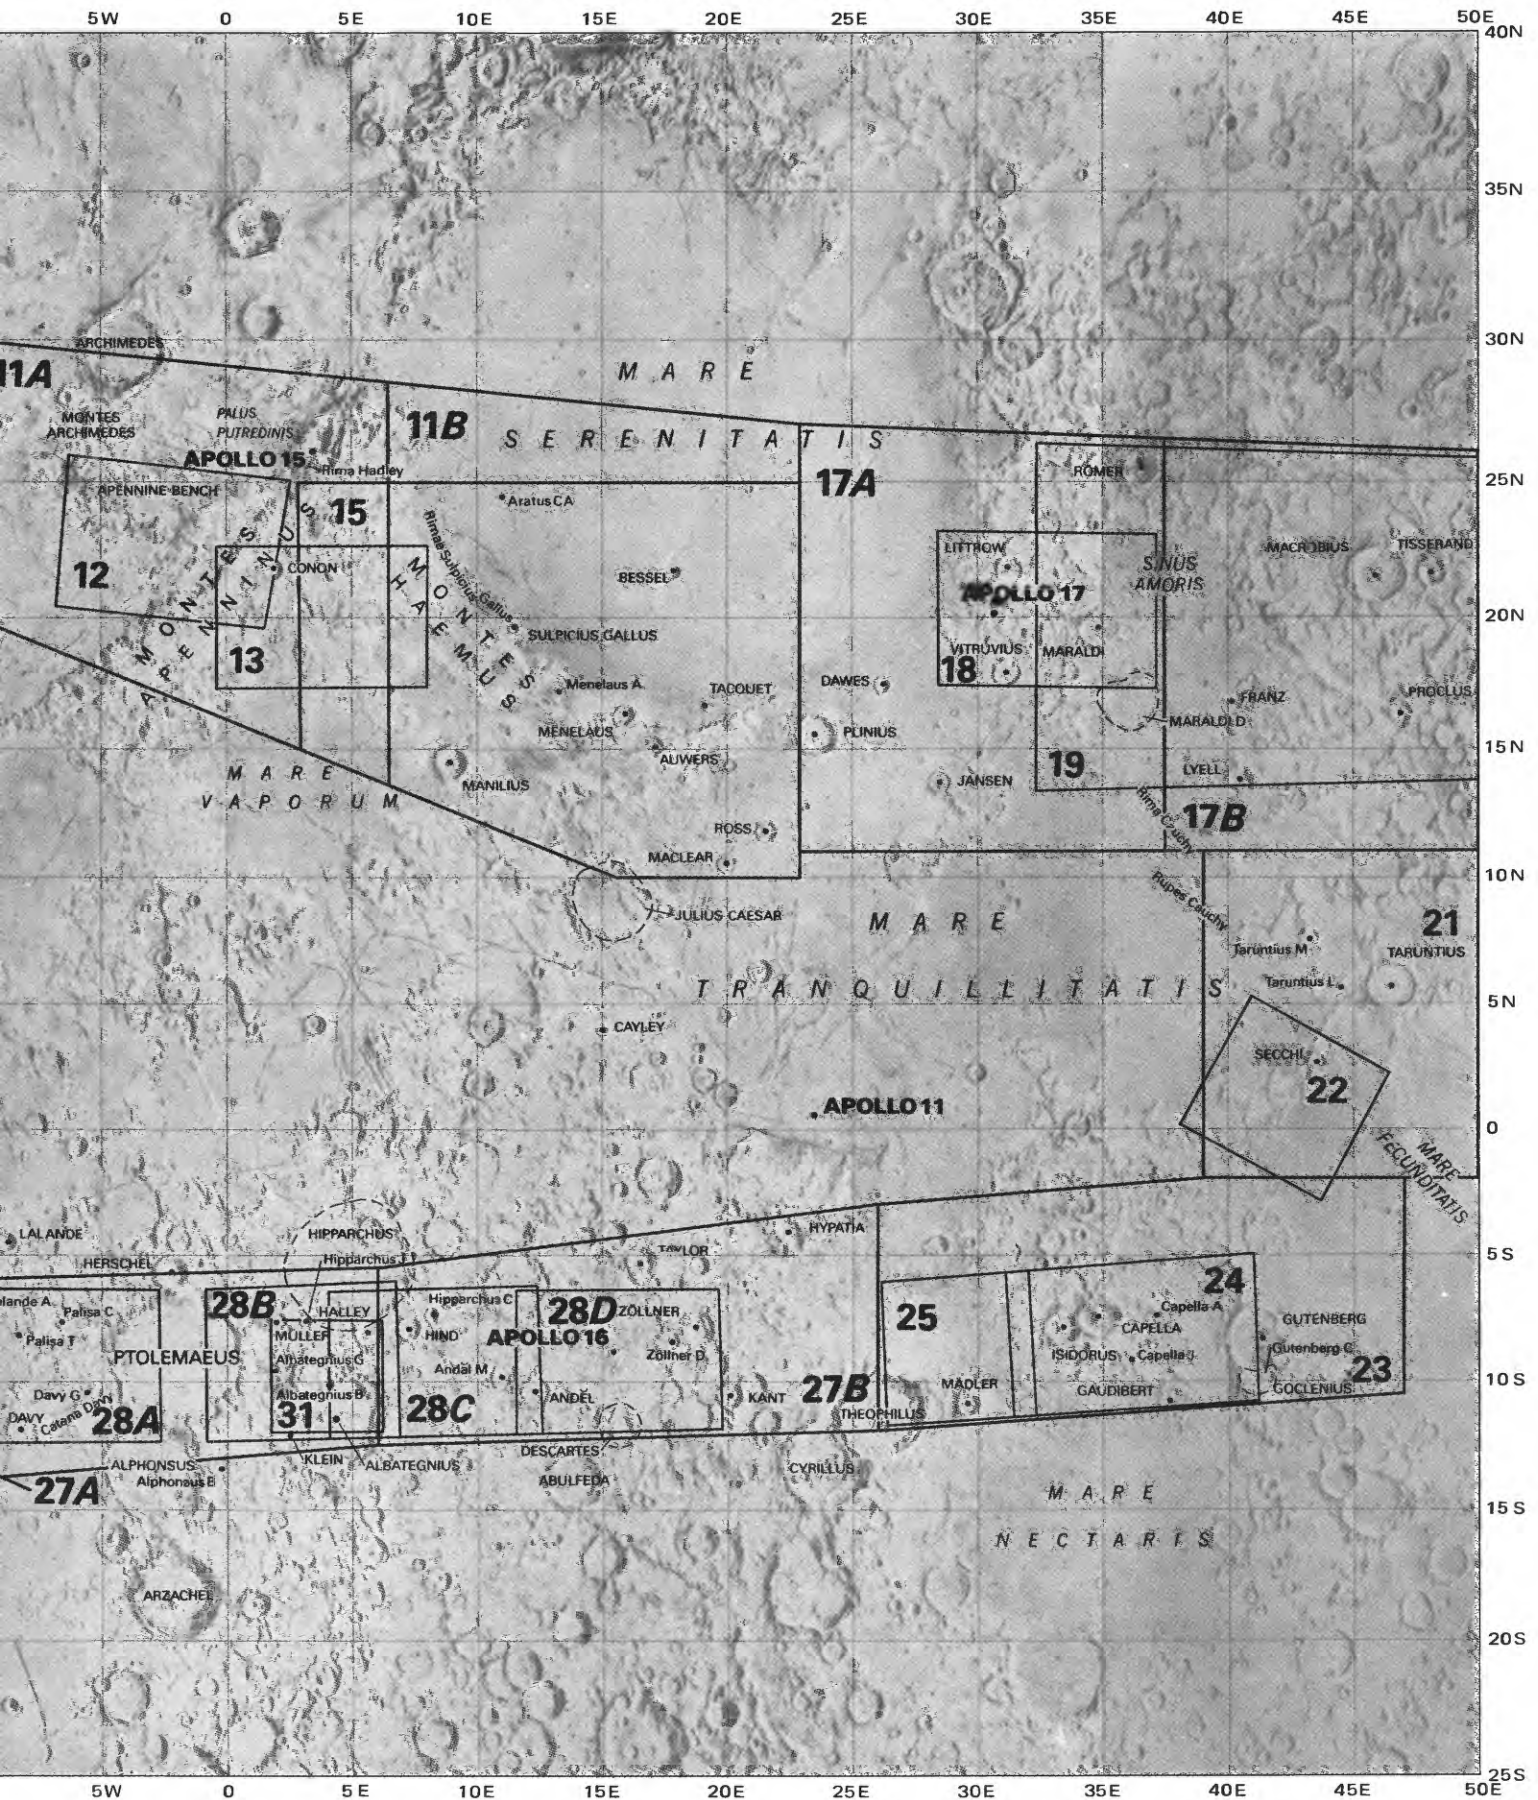 5W 0 5E 10E 15E 20E 25E 30E 35E 40E 45E 50E
40N
35N
30N
25N
20N
15N
10N
5N
0
5S
10S
15S
20S
25S
ARCHIMEDES
11A
MARE
SERENITATIS
MONTES
ARCHIMEDES
PALUS
PUTREDINIS
11B
APOLLO 15
Rima Hadley
RÖMER
17A
APENNINE BENCH
15
Aratus CA
Rimae Sulpicius Gallus
LITTROW
MACROBIUS
TISSERAND
SINUS
AMORIS
12
CONON
MONTES
APENNINUS
MONTES
HAEMUS
BESSEL
APOLLO 17
SULPICIUS GALLUS
VITRUVIUS
MARALDI
13
18
Menelaus A
TACQUET
DAWES
FRANZ
PROCLUS
MARALDI D
MENELAUS
PLINIUS
AUWERS
19
LYELL
MARE
VAPORUM
MANILIUS
JANSEN
Rima Cauchy
17B
ROSS
MACLEAR
Rupes Cauchy
JULIUS CAESAR
MARE
TRANQUILLITATIS
21
Taruntius M
TARUNTIUS
Taruntius L
CAYLEY
SECCHI
22
APOLLO 11
MARE
FECUNDITATIS
LALANDE
HIPPARCHUS
HYPATIA
HERSCHEL
Hipparchus J
TAYLOR
24
lande A
Palisa C
28B
HALLEY
Hipparchus C
28D
ZÖLLNER
25
Capella A
GUTENBERG
Palisa T
MÜLLER
HIND
APOLLO 16
CAPELLA
PTOLEMAEUS
Albategnius G
Zöllner D
ISIDORUS
Capella J
Gutenberg C
23
Andĕl M
Davy G
Albategnius B
ANDĔL
KANT
27B
MÄDLER
GAUDIBERT
GOCLENIUS
DAVY
Catena Davy
28A
31
28C
THEOPHILUS
DESCARTES
ALPHONSUS
KLEIN
ALBATEGNIUS
ABULFEDA
CYRILLUS
27A
Alphonsus B
MARE
NECTARIS
ARZACHEL
5W 0 5E 10E 15E 20E 25E 30E 35E 40E 45E 50E